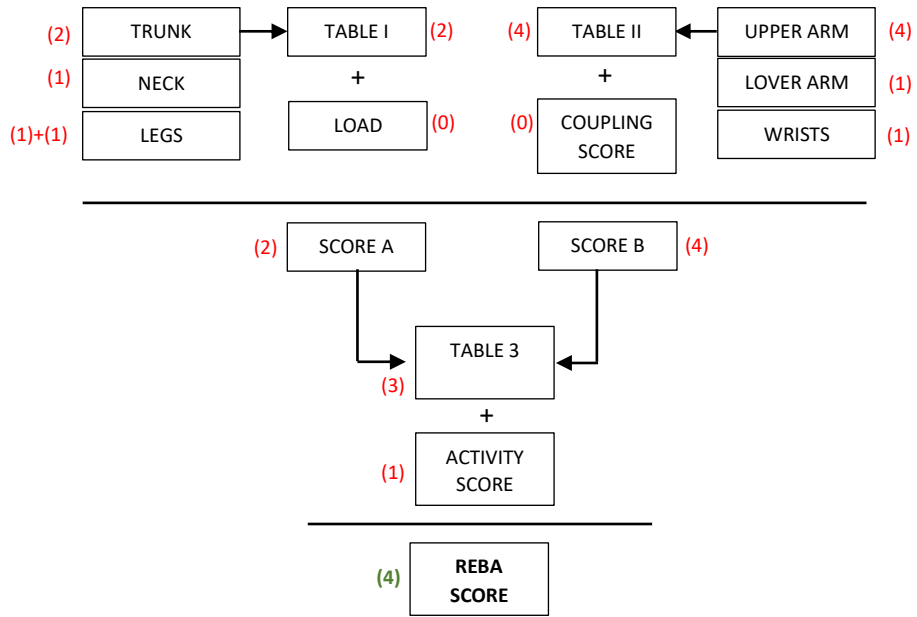 (2) TRUNK TABLE I (2) (4) TABLE II UPPER ARM (4)
(1) NECK + + LOVER ARM (1)
(1)+(1) LEGS LOAD (0) (0) COUPLING SCORE WRISTS (1)
(2) SCORE A SCORE B (4)
TABLE 3
(3)
+
(1) ACTIVITY
SCORE
(4) REBA
SCORE